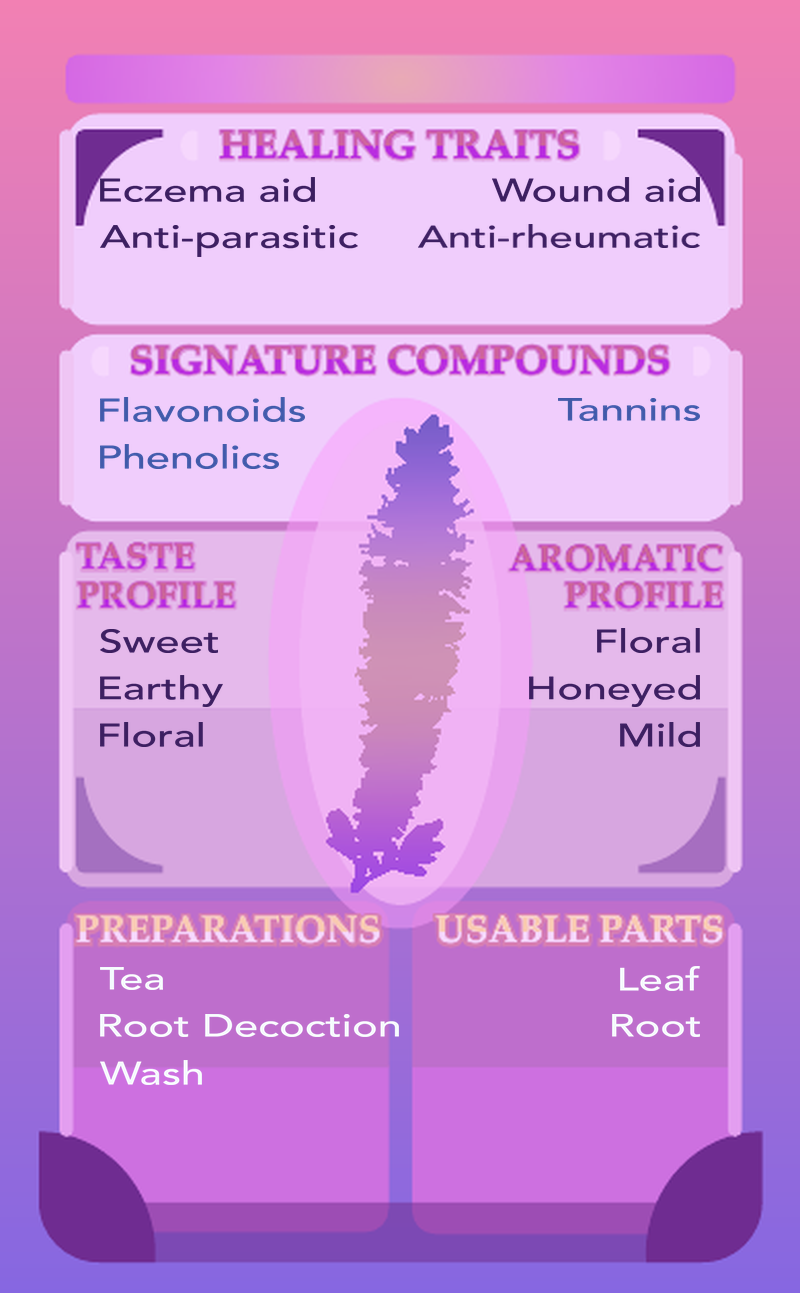 HEALING TRAITS
Eczema aid
Wound aid
Anti-parasitic
Anti-rheumatic
SIGNATURE COMPOUNDS
Flavonoids
Tannins
Phenolics
TASTE
PROFILE
Sweet
Earthy
Floral
AROMATIC
PROFILE
Floral
Honeyed
Mild
PREPARATIONS
Tea
Root Decoction
Wash
USABLE PARTS
Leaf
Root